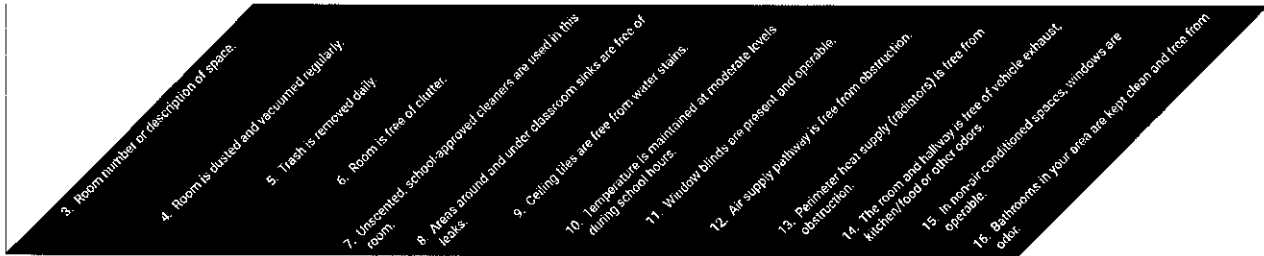 3. Room number or description of space.
4. Room is dusted and vacuumed regularly.
5. Trash is removed daily.
6. Room is free of clutter.
7. Unscented, school-approved cleaners are used in this
room.
8. Areas around and under classroom sinks are free of
leaks.
9. Ceiling tiles are free from water stains.
10. Temperature is maintained at moderate levels
during school hours.
11. Window blinds are present and operable.
12. Air supply pathway is free from obstruction.
13. Perimeter heat supply (radiators) is free from
obstruction.
14. The room and hallway is free of vehicle exhaust,
kitchen/food or other odors.
15. In non-air conditioned spaces, windows are
operable.
16. Bathrooms in your area are kept clean and free from
odor.